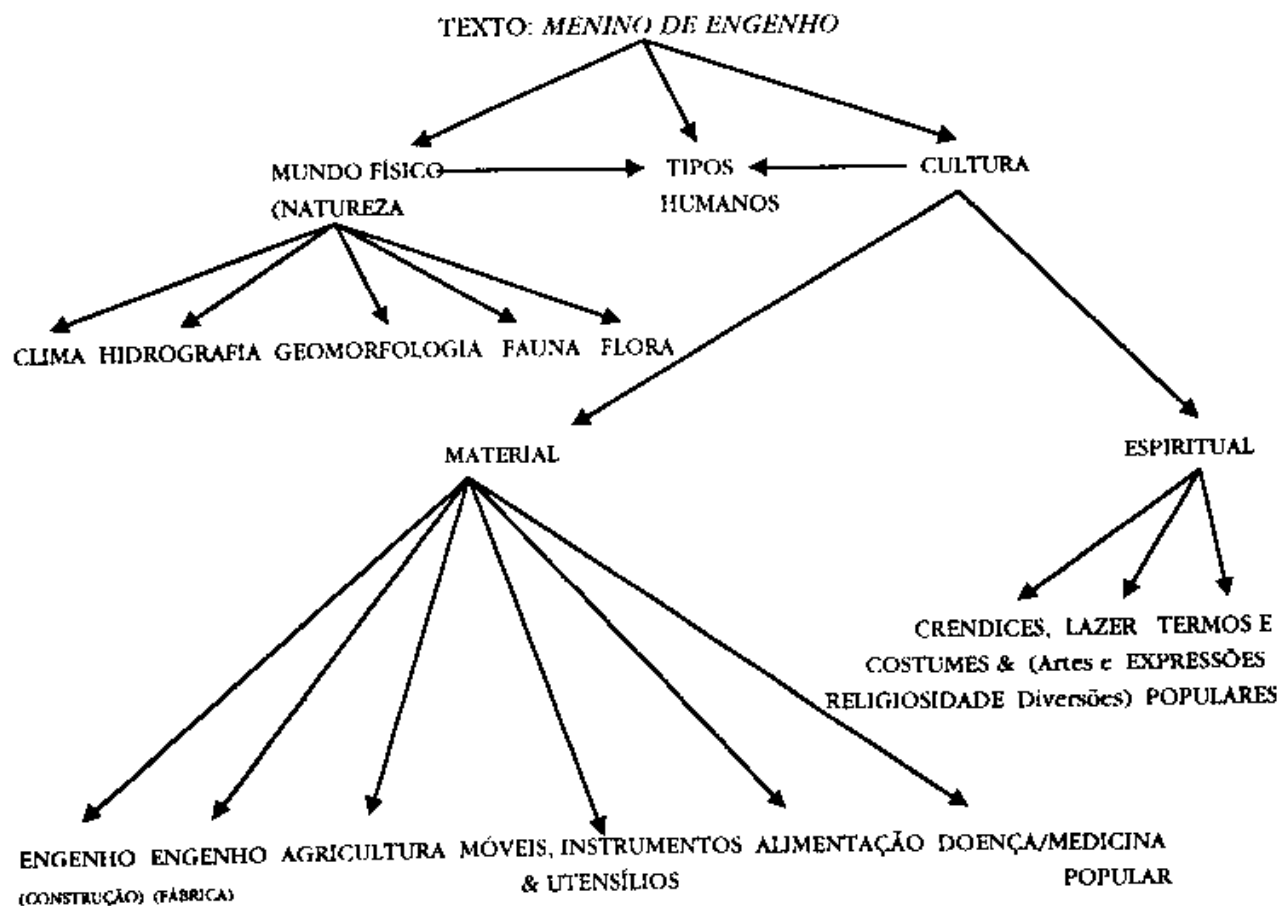 TEXTO: MENINO DE ENGENHO
MUNDO FÍSICO TIPOS CULTURA
(NATUREZA HUMANOS
CLIMA HIDROGRAFIA GEOMORFOLOGIA FAUNA FLORA
MATERIAL ESPIRITUAL
CRENDICES, LAZER TERMOS E
COSTUMES & (Artes e EXPRESSÕES
RELIGIOSIDADE Diversões) POPULARES
ENGENHO ENGENHO AGRICULTURA MÓVEIS, INSTRUMENTOS ALIMENTAÇÃO DOENÇA/MEDICINA
(CONSTRUÇÃO) (FÁBRICA) & UTENSÍLIOS POPULAR